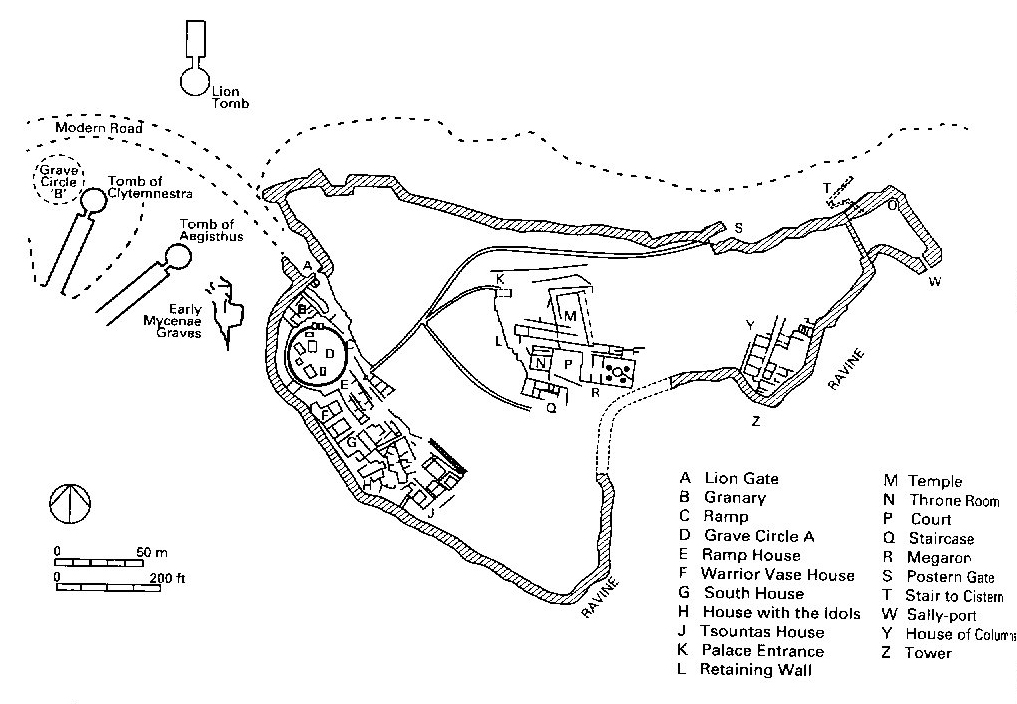 Lion
Tomb
Modern Road
Grave
Circle
'B'
Tomb of
Clytemnestra
Tomb of
Aegisthus
Early
Mycenae
Graves
A
B
D
E
F
G
J
K
L
M
N
P
Q
R
S
T
O
W
Y
Z
RAVINE
RAVINE
0 50 m
0 200 ft
A Lion Gate
B Granary
C Ramp
D Grave Circle A
E Ramp House
F Warrior Vase House
G South House
H House with the Idols
J Tsountas House
K Palace Entrance
L Retaining Wall
M Temple
N Throne Room
P Court
Q Staircase
R Megaron
S Postern Gate
T Stair to Cistern
W Sally-port
Y House of Columns
Z Tower